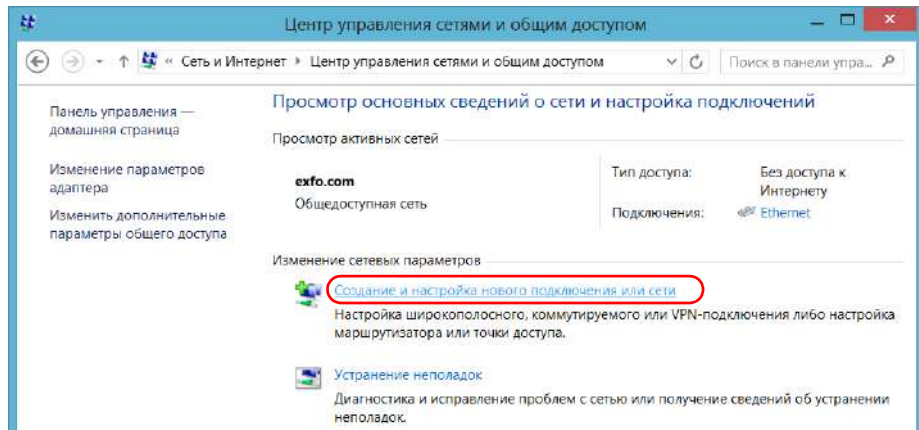 Центр управления сетями и общим доступом
« Сеть и Интернет ▸ Центр управления сетями и общим доступом
Поиск в панели упра...
Панель управления —
домашняя страница
Изменение параметров
адаптера
Изменить дополнительные
параметры общего доступа
Просмотр основных сведений о сети и настройка подключений
Просмотр активных сетей
exfo.com
Общедоступная сеть
Тип доступа: Без доступа к
Интернету
Подключения: Ethernet
Изменение сетевых параметров
Создание и настройка нового подключения или сети
Настройка широкополосного, коммутируемого или VPN-подключения либо настройка
маршрутизатора или точки доступа.
Устранение неполадок
Диагностика и исправление проблем с сетью или получение сведений об устранении
неполадок.